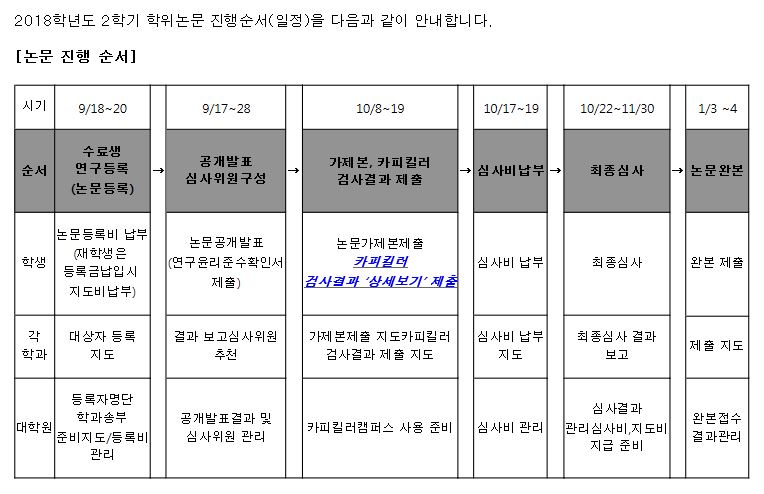 2018학년도 2학기 학위논문 진행순서(일정)을 다음과 같이 안내합니다.
[논문 진행 순서]
시기 9/18~20 9/17~28 10/8~19 10/17~19 10/22~11/30 1/3 ~4
순서
수료생
연구등록
(논문등록)
→
공개발표
심사위원구성
→
가제본, 카피킬러
검사결과 제출
→
심사비납부
→
최종심사
→
논문완본
학생
논문등록비 납부
(재학생은
등록금납입시
지도비납부)
논문공개발표
(연구윤리준수확인서
제출)
논문가제본제출
카피킬러
검사결과 ‘상세보기’ 제출
심사비 납부
최종심사
완본 제출
각
학과
대상자 등록
지도
결과 보고심사위원
추천
가제본제출 지도카피킬러
검사결과 제출 지도
심사비 납부
지도
최종심사 결과
보고
제출 지도
대학원
등록자명단
학과송부
준비지도/등록비
관리
공개발표결과 및
심사위원 관리
카피킬러캠퍼스 사용 준비
심사비 관리
심사결과
관리심사비,지도비
지급 준비
완본접수
결과관리